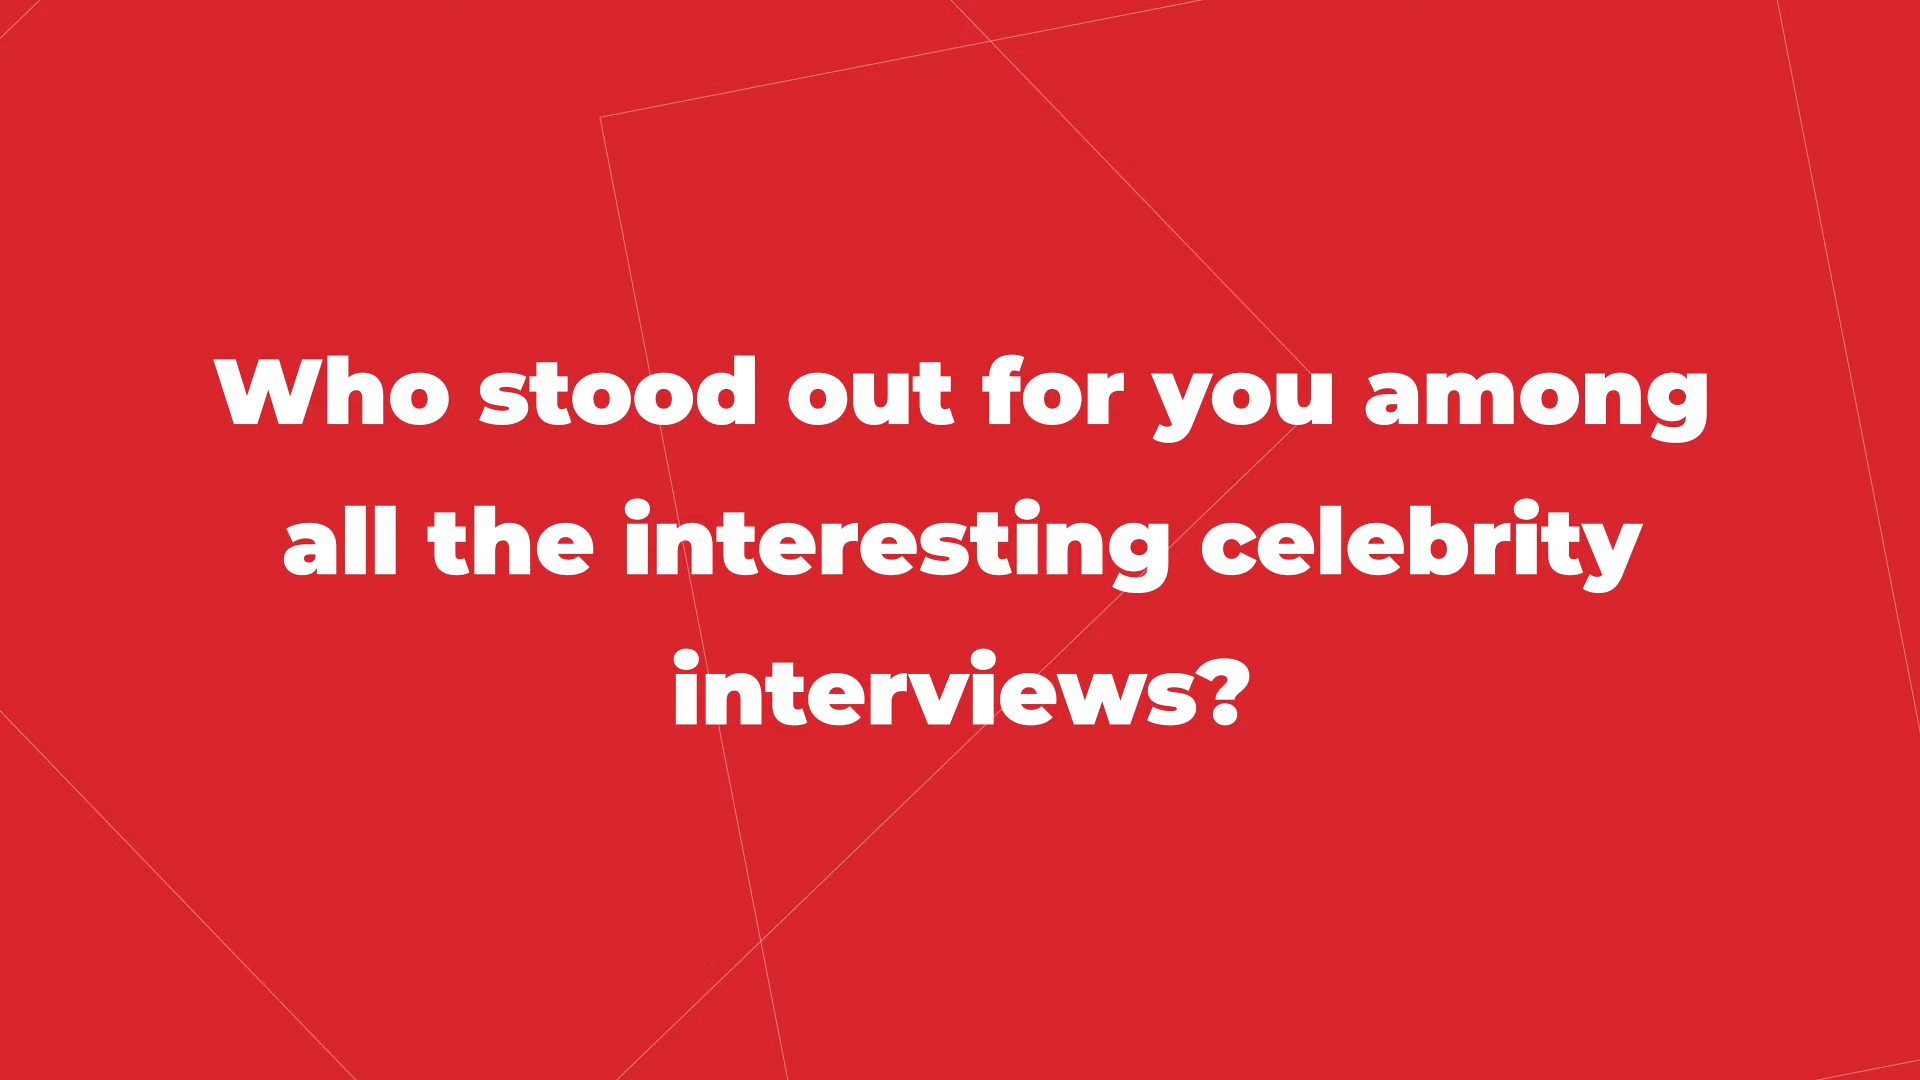 Who stood out for you among
all the interesting celebrity
interviews?